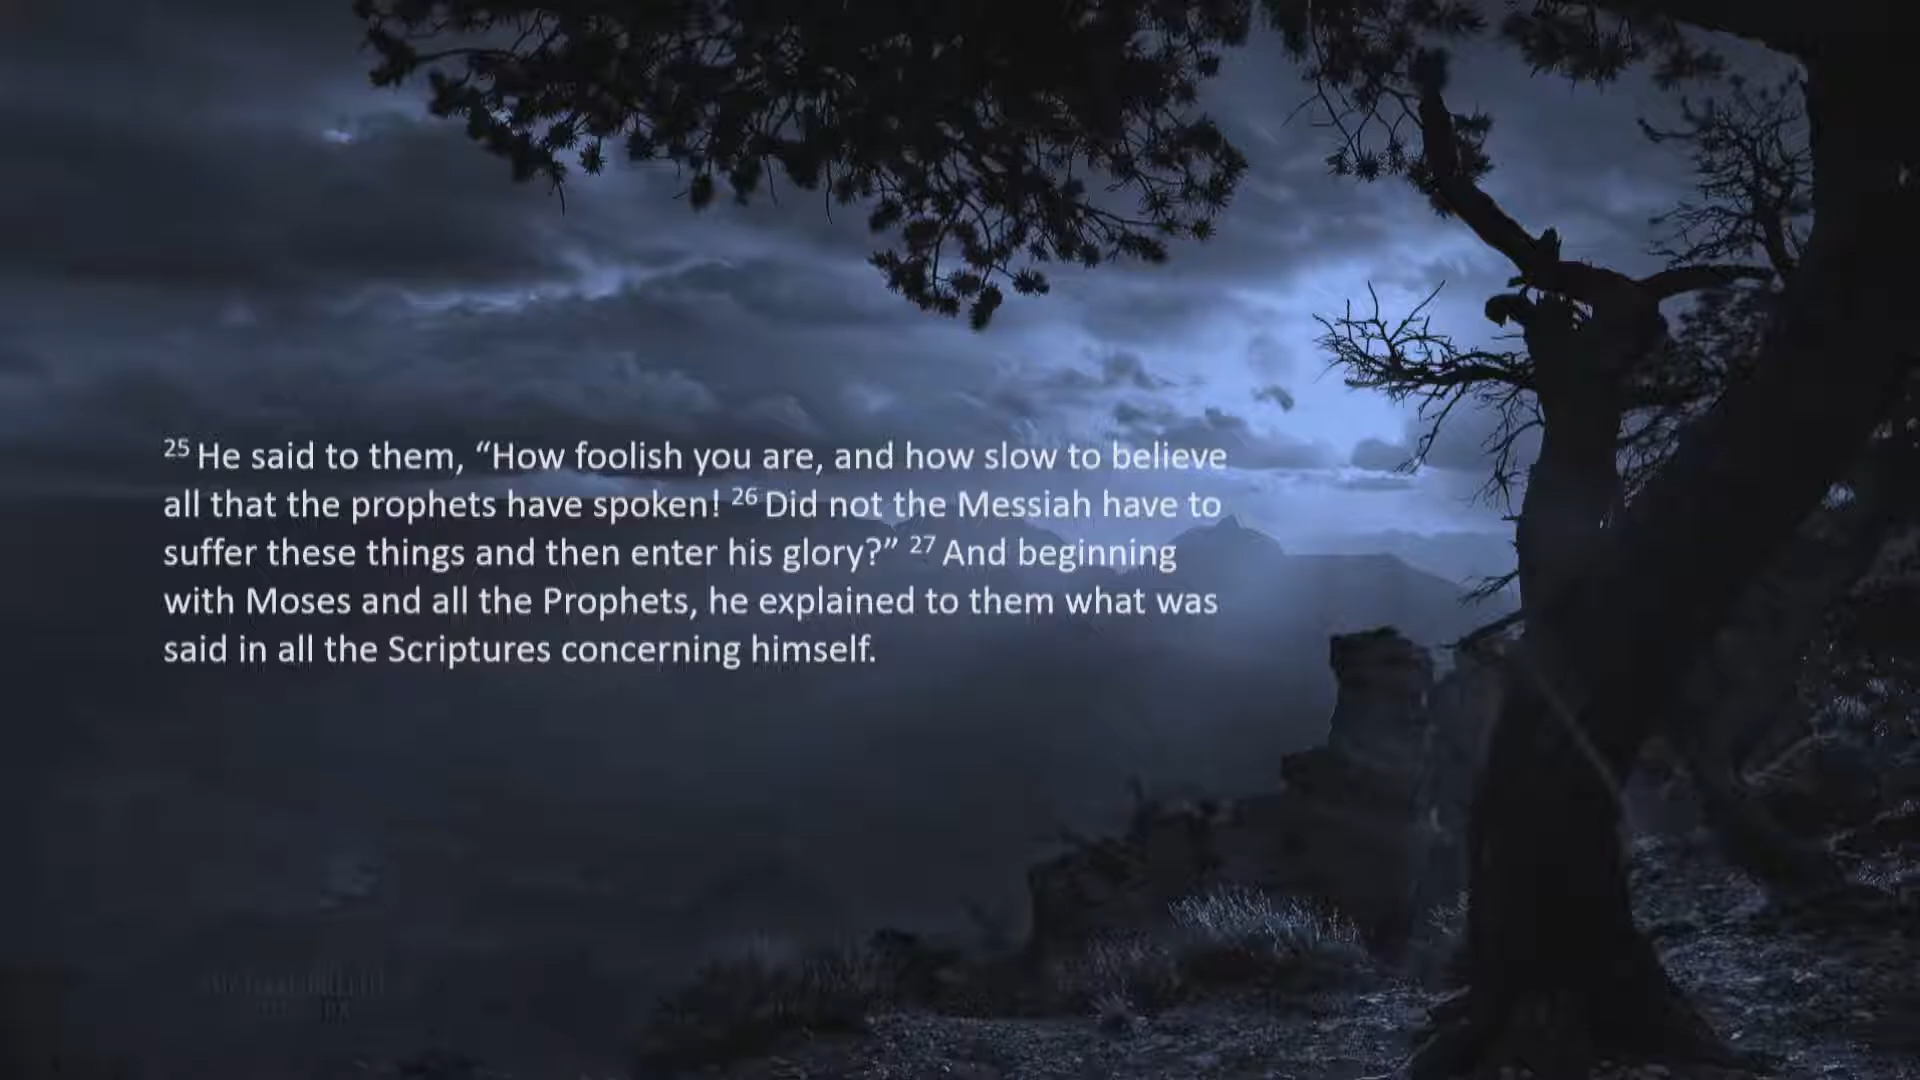 25 He said to them, “How foolish you are, and how slow to believe
all that the prophets have spoken! 26 Did not the Messiah have to
suffer these things and then enter his glory?” 27 And beginning
with Moses and all the Prophets, he explained to them what was
said in all the Scriptures concerning himself.